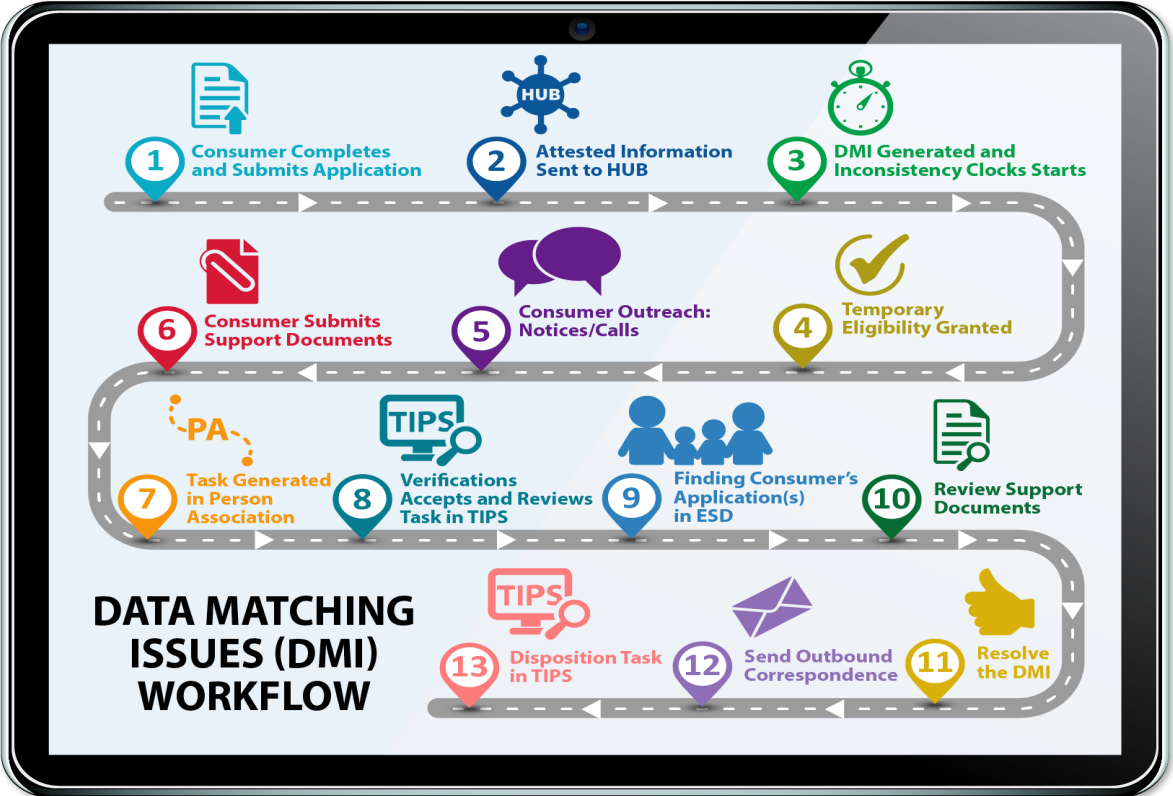 HUB
1
Consumer Completes
and Submits Application
2
Attested Information
Sent to HUB
3
DMI Generated and
Inconsistency Clocks Starts
4
Temporary
Eligibility Granted
5
Consumer Outreach:
Notices/Calls
6
Consumer Submits
Support Documents
PA
7
Task Generated
in Person
Association
TIPS
8
Verifications
Accepts and Reviews
Task in TIPS
9
Finding Consumer's
Application(s)
in ESD
10
Review Support
Documents
11
Resolve
the DMI
12
Send Outbound
Correspondence
TIPS
13
Disposition Task
in TIPS
DATA MATCHING
ISSUES (DMI)
WORKFLOW